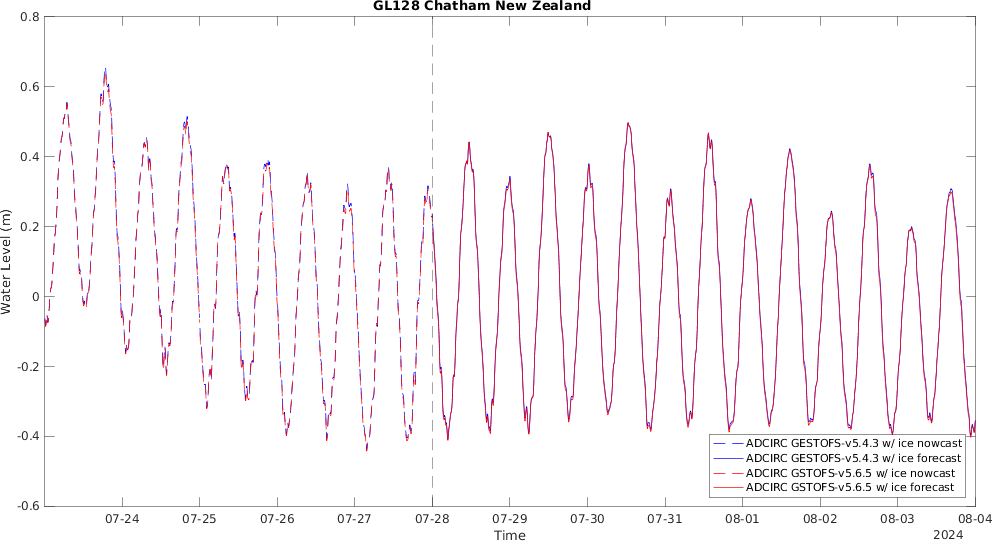 GL128 Chatham New Zealand
0.8
0.6
0.4
0.2
0
-0.2
-0.4
-0.6
Water Level (m)
ADCIRC GESTOFS-v5.4.3 w/ ice nowcast
ADCIRC GESTOFS-v5.4.3 w/ ice forecast
ADCIRC GSTOFS-v5.6.5 w/ ice nowcast
ADCIRC GSTOFS-v5.6.5 w/ ice forecast
07-24 07-25 07-26 07-27 07-28 07-29 07-30 07-31 08-01 08-02 08-03 08-04
Time
2024